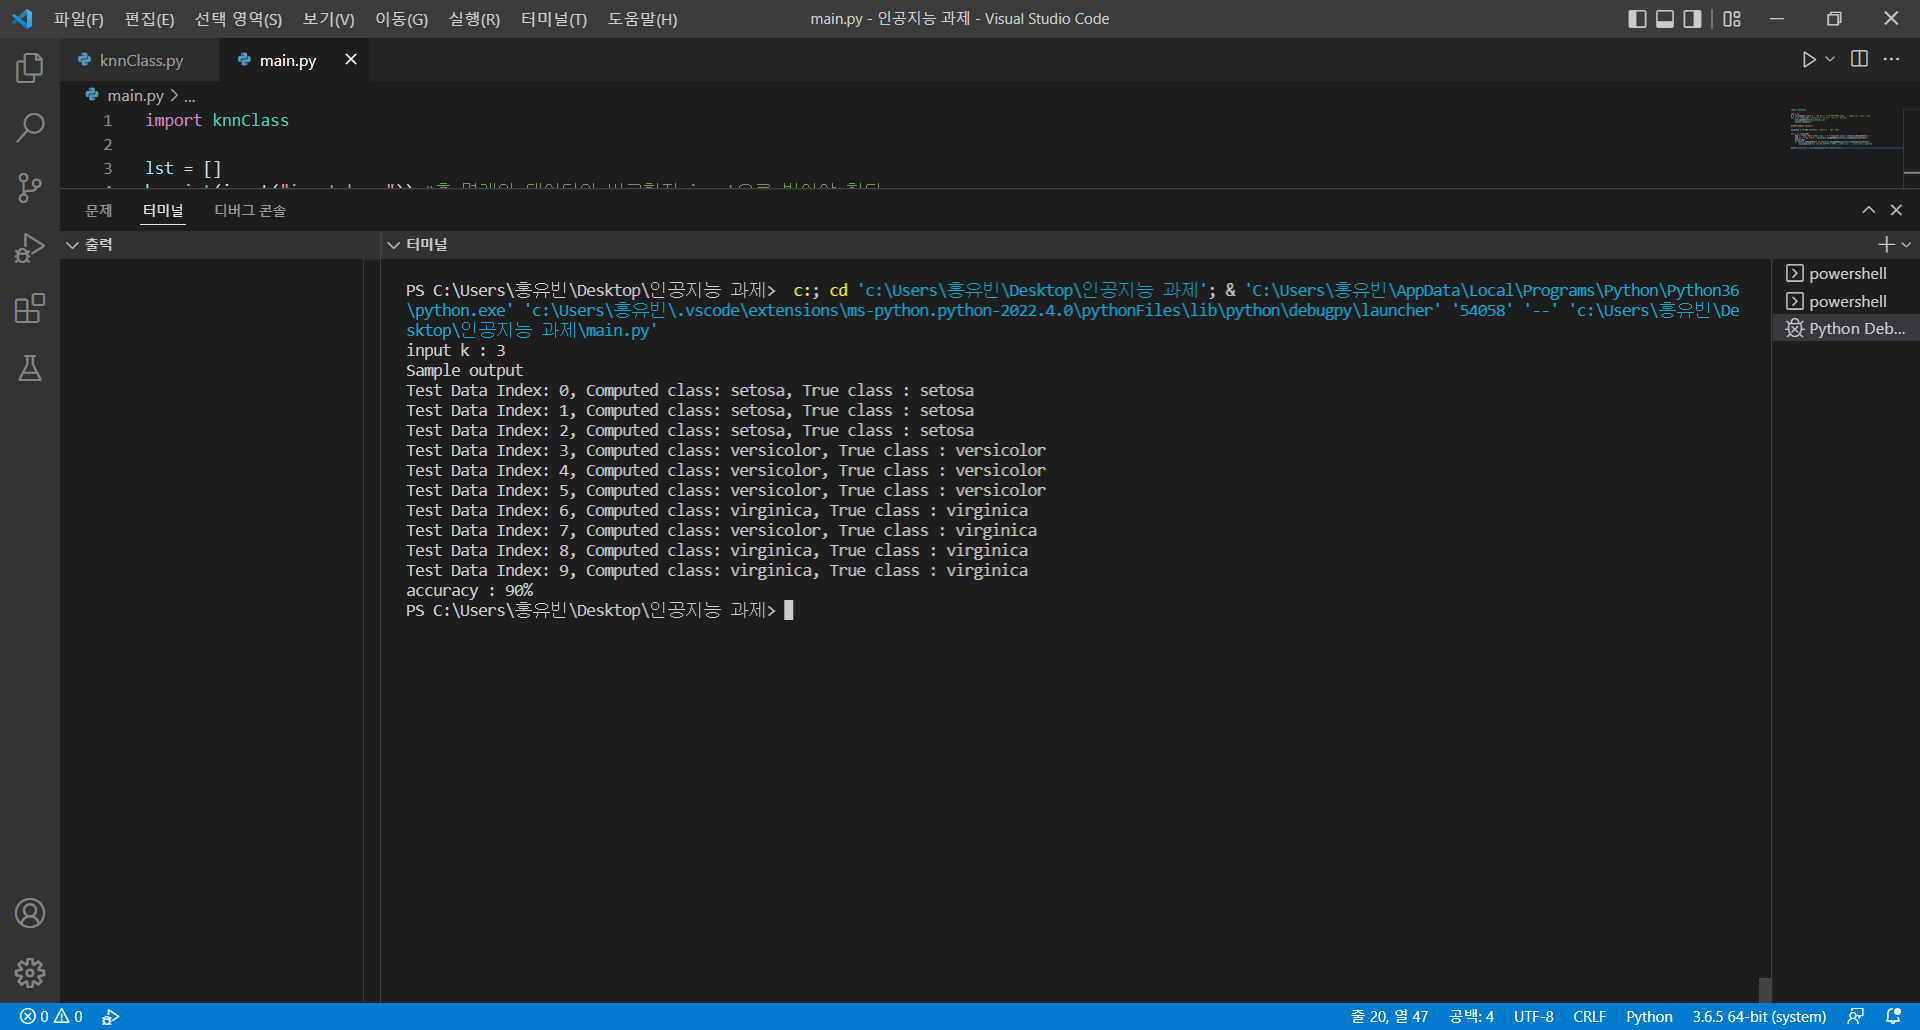 파일(F) 편집(E) 선택 영역(S) 보기(V) 이동(G) 실행(R) 터미널(T) 도움말(H)
main.py - 인공지능 과제 - Visual Studio Code
knnClass.py
main.py
main.py > ...
1 import knnClass
2
3 lst = []
문제 터미널 디버그 콘솔
출력
터미널
PS C:\Users\홍유빈\Desktop\인공지능 과제> c:; cd 'c:\Users\홍유빈\Desktop\인공지능 과제'; & 'C:\Users\홍유빈\AppData\Local\Programs\Python\Python36
\python.exe' 'c:\Users\홍유빈\.vscode\extensions\ms-python.python-2022.4.0\pythonFiles\lib\python\debugpy\launcher' '54058' '--' 'c:\Users\홍유빈\De
sktop\인공지능 과제\main.py'
input k : 3
Sample output
Test Data Index: 0, Computed class: setosa, True class : setosa
Test Data Index: 1, Computed class: setosa, True class : setosa
Test Data Index: 2, Computed class: setosa, True class : setosa
Test Data Index: 3, Computed class: versicolor, True class : versicolor
Test Data Index: 4, Computed class: versicolor, True class : versicolor
Test Data Index: 5, Computed class: versicolor, True class : versicolor
Test Data Index: 6, Computed class: virginica, True class : virginica
Test Data Index: 7, Computed class: versicolor, True class : virginica
Test Data Index: 8, Computed class: virginica, True class : virginica
Test Data Index: 9, Computed class: virginica, True class : virginica
accuracy : 90%
PS C:\Users\홍유빈\Desktop\인공지능 과제>
powershell
powershell
Python Deb...
0 0
줄 20, 열 47 공백: 4 UTF-8 CRLF Python 3.6.5 64-bit (system)